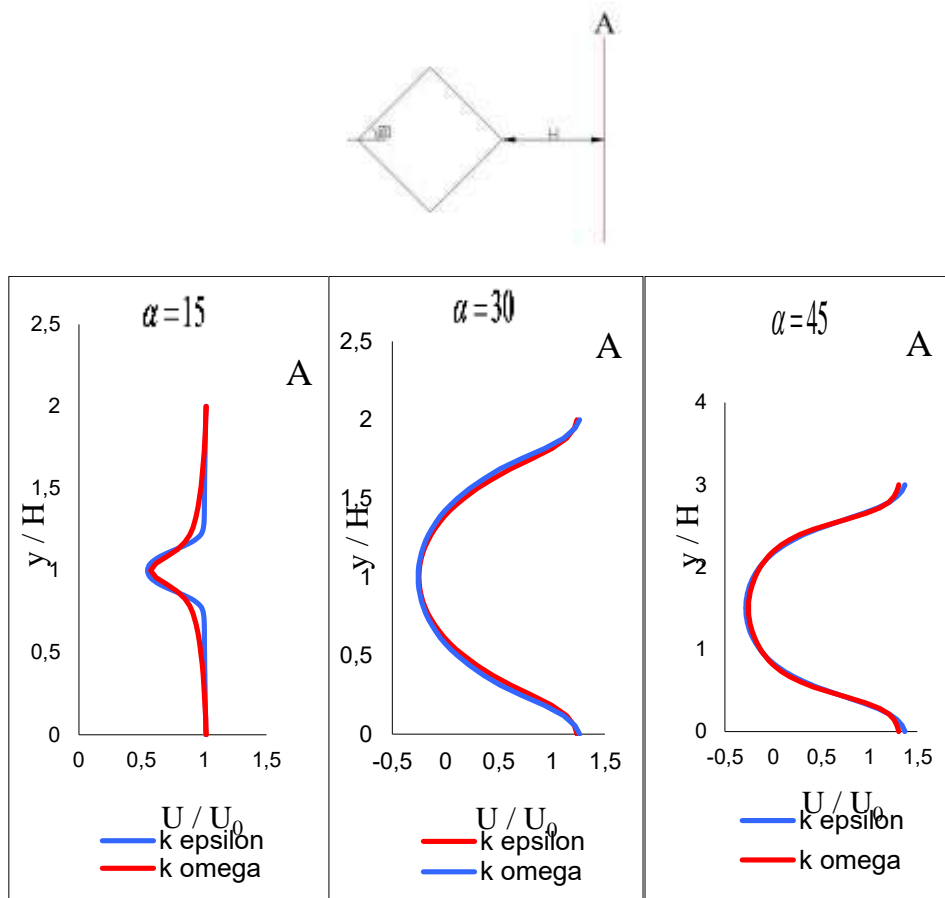 A
H
α = 15
2,5
A
2
1,5
y / H
1
0,5
0
0 0,5 1 1,5
U / U₀
k epsilon
k omega
α = 30
2,5
A
2
1,5
y / H
1
0,5
0
-0,5 0 0,5 1 1,5
U / U₀
k epsilon
k omega
α = 45
A
4
3
y / H
2
1
0
-0,5 0 0,5 1 1,5
U / U₀
k epsilon
k omega